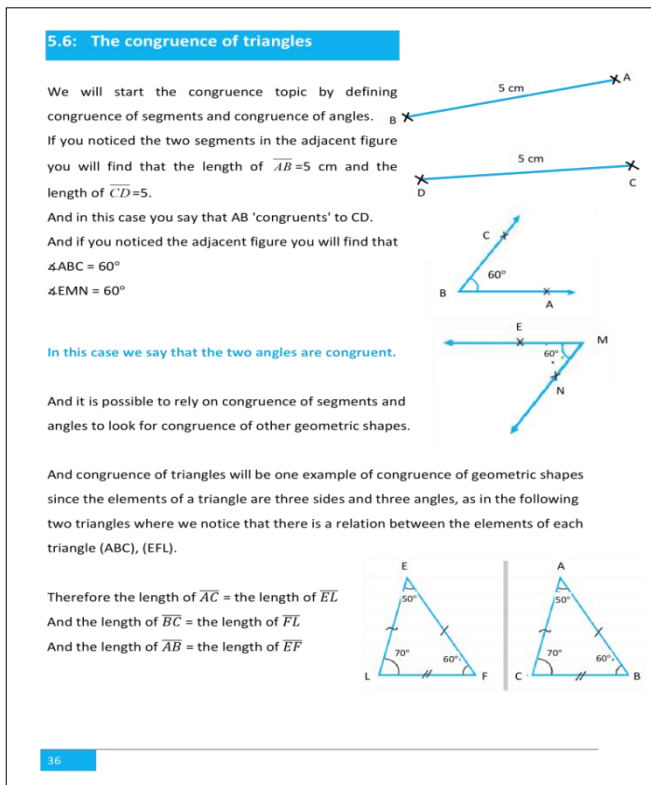 5.6: The congruence of triangles
We will start the congruence topic by defining
congruence of segments and congruence of angles.
If you noticed the two segments in the adjacent figure
you will find that the length of AB =5 cm and the
length of CD=5.
And in this case you say that AB 'congruents' to CD.
And if you noticed the adjacent figure you will find that
∡ABC = 60°
∡EMN = 60°
5 cm
A
B
5 cm
D
C
C
60°
B
A
In this case we say that the two angles are congruent.
E
M
60°
N
And it is possible to rely on congruence of segments and
angles to look for congruence of other geometric shapes.
And congruence of triangles will be one example of congruence of geometric shapes
since the elements of a triangle are three sides and three angles, as in the following
two triangles where we notice that there is a relation between the elements of each
triangle (ABC), (EFL).
Therefore the length of AC = the length of EL
And the length of BC = the length of FL
And the length of AB = the length of EF
E
50°
70°
60°
L
F
A
50°
70°
60°
C
B
36